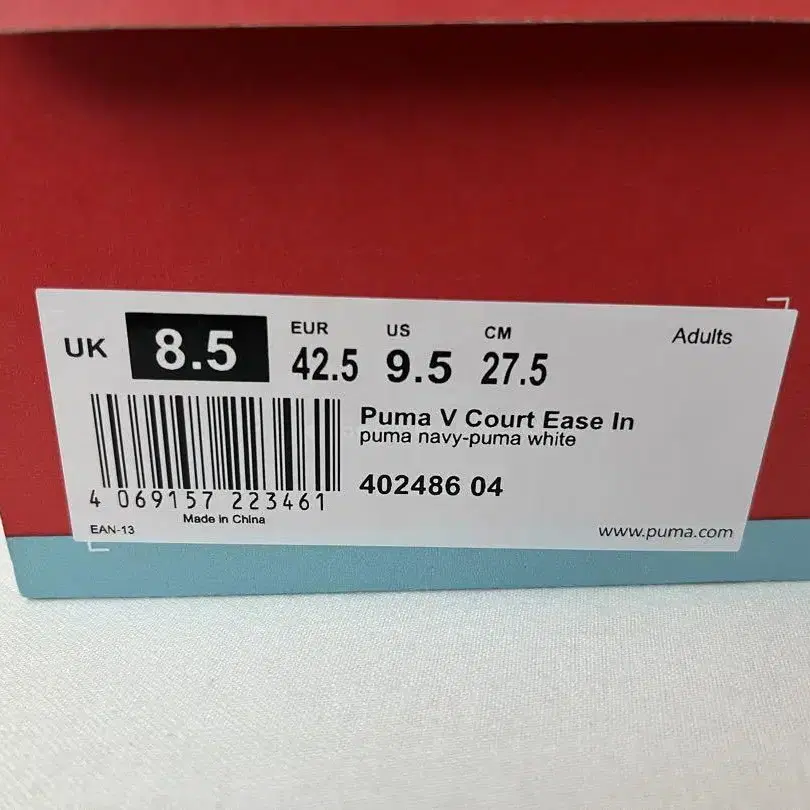 UK 8.5 EUR 42.5 US 9.5 CM 27.5 Adults
Puma V Court Ease In
puma navy-puma white
402486 04
4 069157 223461
Made in China
EAN-13
www.puma.com